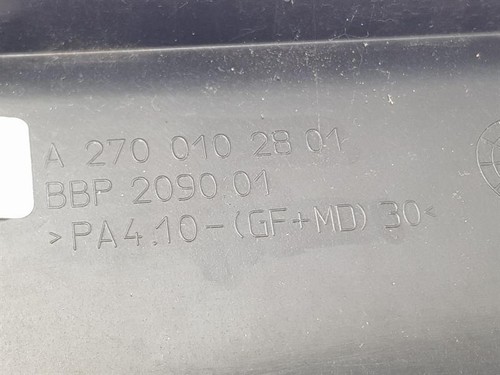 A 270 010 28 01
BBP 2090 01
>PA4.10-(GF+MD) 30<